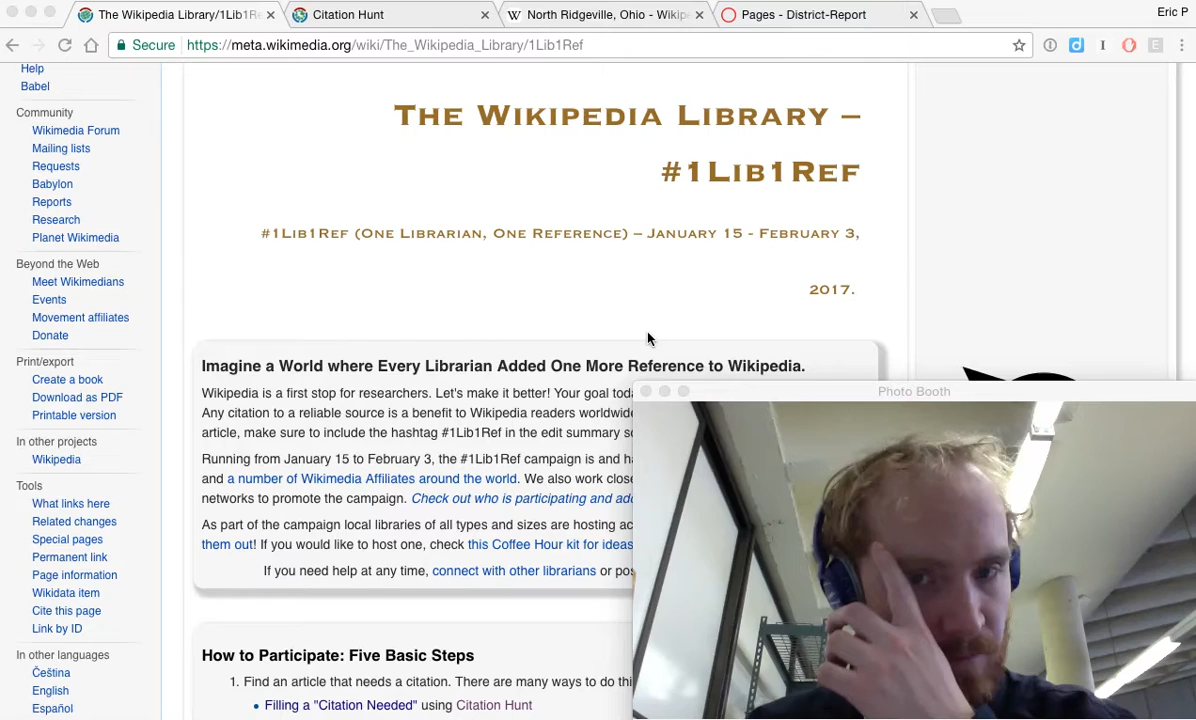 The Wikipedia Library/1Lib1R
Citation Hunt
North Ridgeville, Ohio - Wikip
Pages - District-Report
Eric P
Secure https://meta.wikimedia.org/wiki/The_Wikipedia_Library/1Lib1Ref
Help
Babel
Community
Wikimedia Forum
Mailing lists
Requests
Babylon
Reports
Research
Planet Wikimedia
Beyond the Web
Meet Wikimedians
Events
Movement affiliates
Donate
Print/export
Create a book
Download as PDF
Printable version
In other projects
Wikipedia
Tools
What links here
Related changes
Special pages
Permanent link
Page information
Wikidata item
Cite this page
Link by ID
In other languages
Čeština
English
Español
The Wikipedia Library –
#1Lib1Ref
#1Lib1Ref (One Librarian, One Reference) – January 15 - February 3,
2017.
Imagine a World where Every Librarian Added One More Reference to Wikipedia.
Wikipedia is a first stop for researchers. Let's make it better! Your goal toda
Any citation to a reliable source is a benefit to Wikipedia readers worldwide
article, make sure to include the hashtag #1Lib1Ref in the edit summary so
Running from January 15 to February 3, the #1Lib1Ref campaign is and ha
and a number of Wikimedia Affiliates around the world. We also work close
networks to promote the campaign. Check out who is participating and add
As part of the campaign local libraries of all types and sizes are hosting ac
them out! If you would like to host one, check this Coffee Hour kit for ideas
If you need help at any time, connect with other librarians or pos
How to Participate: Five Basic Steps
1. Find an article that needs a citation. There are many ways to do thi
• Filling a "Citation Needed" using Citation Hunt
Photo Booth